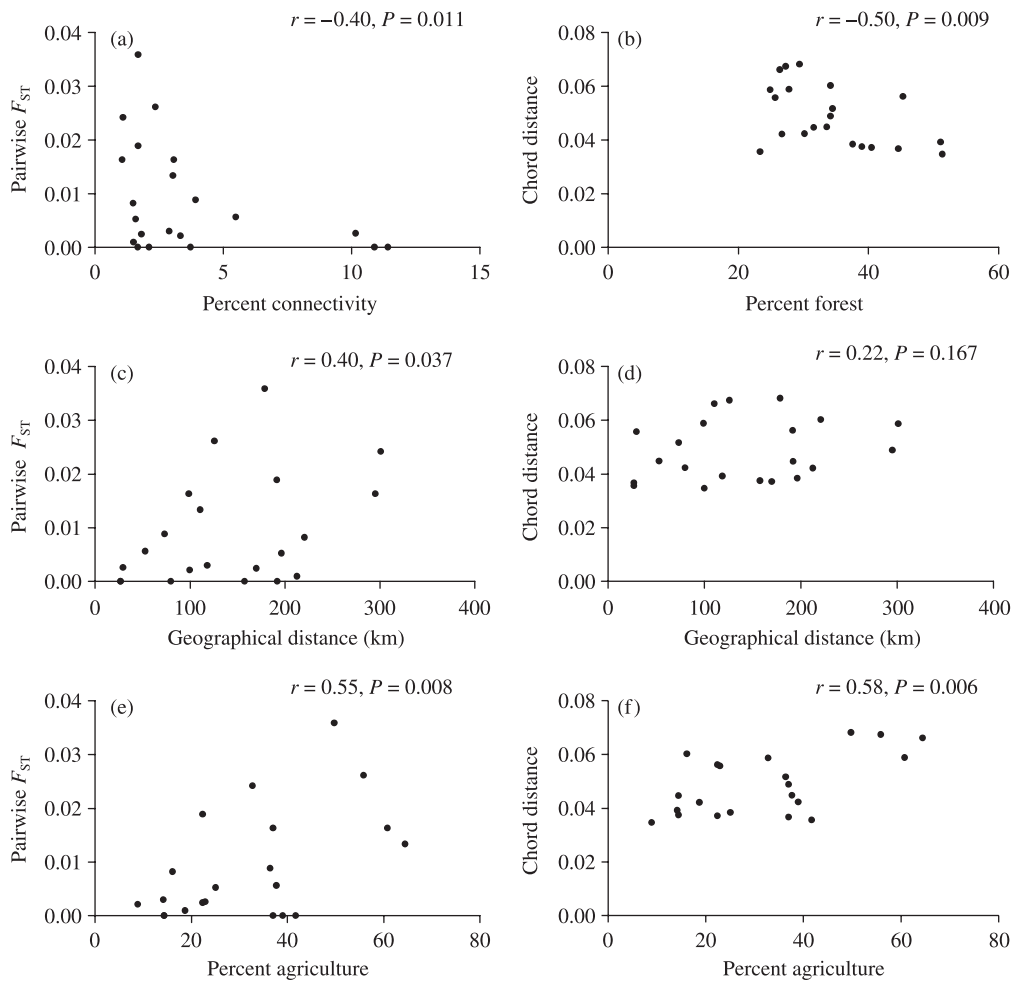 r = −0.40, P = 0.011
(a)
0.04
0.03
0.02
0.01
0.00
Pairwise FST
0 5 10 15
Percent connectivity
r = −0.50, P = 0.009
(b)
0.08
0.06
0.04
0.02
0.00
Chord distance
0 20 40 60
Percent forest
r = 0.40, P = 0.037
(c)
0.04
0.03
0.02
0.01
0.00
Pairwise FST
0 100 200 300 400
Geographical distance (km)
r = 0.22, P = 0.167
(d)
0.08
0.06
0.04
0.02
0.00
Chord distance
0 100 200 300 400
Geographical distance (km)
r = 0.55, P = 0.008
(e)
0.04
0.03
0.02
0.01
0.00
Pairwise FST
0 20 40 60 80
Percent agriculture
r = 0.58, P = 0.006
(f)
0.08
0.06
0.04
0.02
0.00
Chord distance
0 20 40 60 80
Percent agriculture